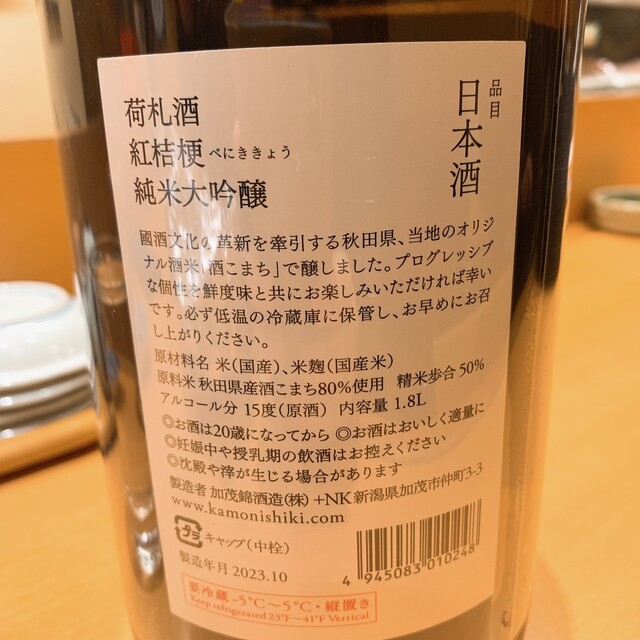 品目
日本酒
荷札酒
紅桔梗 べにききょう
純米大吟醸
國酒文化の革新を牽引する秋田県、当地のオリジ
ナル酒米「酒こまち」で醸しました。プログレッシブ
な個性を鮮度味と共にお楽しみいただければ幸い
です。必ず低温の冷蔵庫に保管し、お早めにお召
し上がりください。
原材料名 米(国産)、米麹(国産米)
原料米 秋田県産酒こまち80%使用 精米歩合50%
アルコール分 15度(原酒) 内容量 1.8L
◎お酒は20歳になってから ◎お酒はおいしく適量に
◎妊娠中や授乳期の飲酒はお控えください
◎沈殿や滓が生じる場合があります
製造者 加茂錦酒造(株) +NK 新潟県加茂市仲町3-3
www.kamonishiki.com
プラ キャップ(中栓)
製造年月 2023.10
4 945083 010248
要冷蔵 -5℃〜5℃・縦置き
Keep refrigerated 23°F〜41°F Vertical